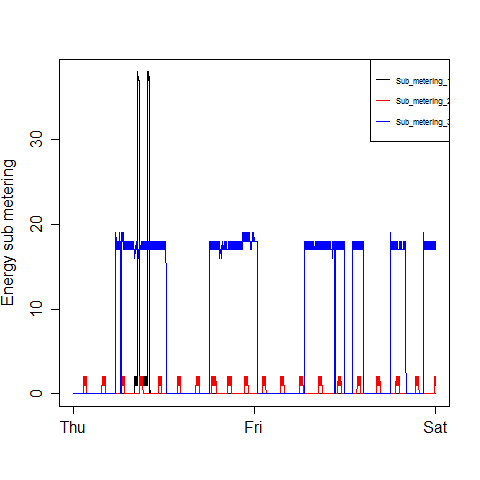 Sub_metering_1
Sub_metering_2
Sub_metering_3
Energy sub metering
30
20
10
0
Thu
Fri
Sat